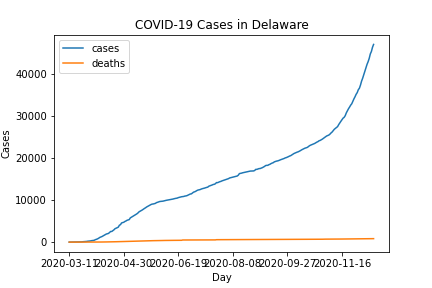 COVID-19 Cases in Delaware
cases
deaths
40000
30000
20000
10000
0
Cases
2020-03-11 2020-04-30 2020-06-19 2020-08-08 2020-09-27 2020-11-16
Day